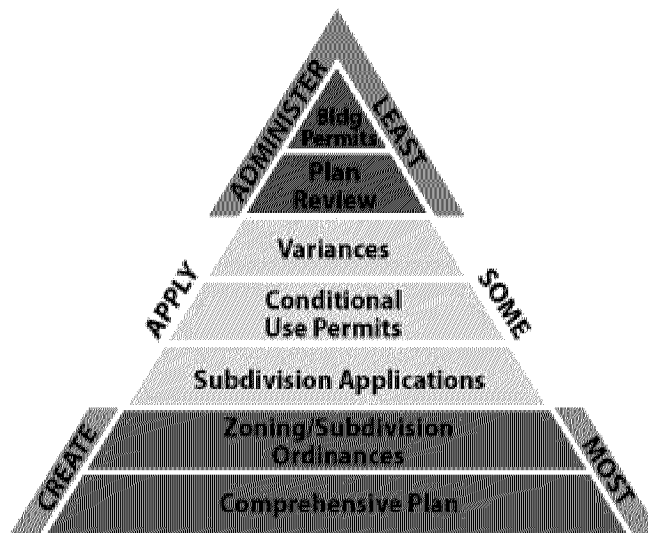 ADMINISTER
LEAST
Bldg
Permits
Plan
Review
Variances
APPLY
SOME
Conditional
Use Permits
Subdivision Applications
Zoning/Subdivision
Ordinances
CREATE
MOST
Comprehensive Plan